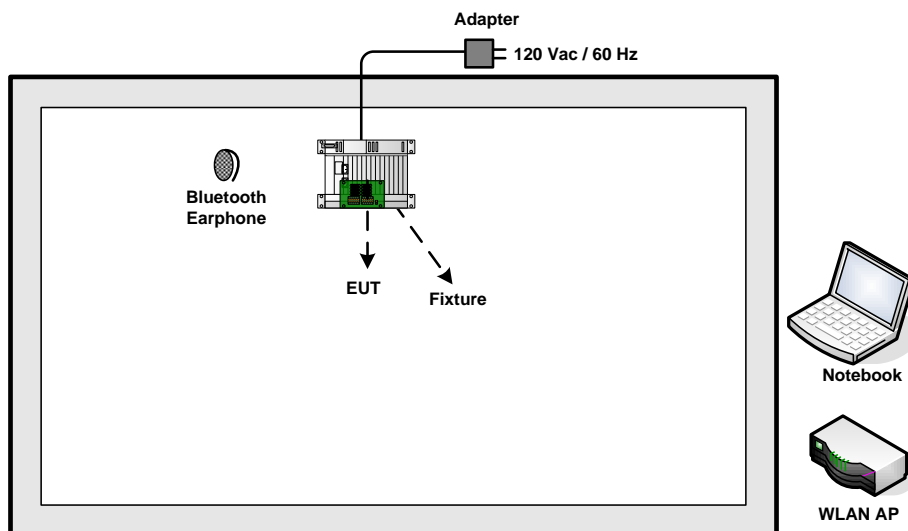 Adapter
120 Vac / 60 Hz
Bluetooth
Earphone
EUT
Fixture
Notebook
WLAN AP